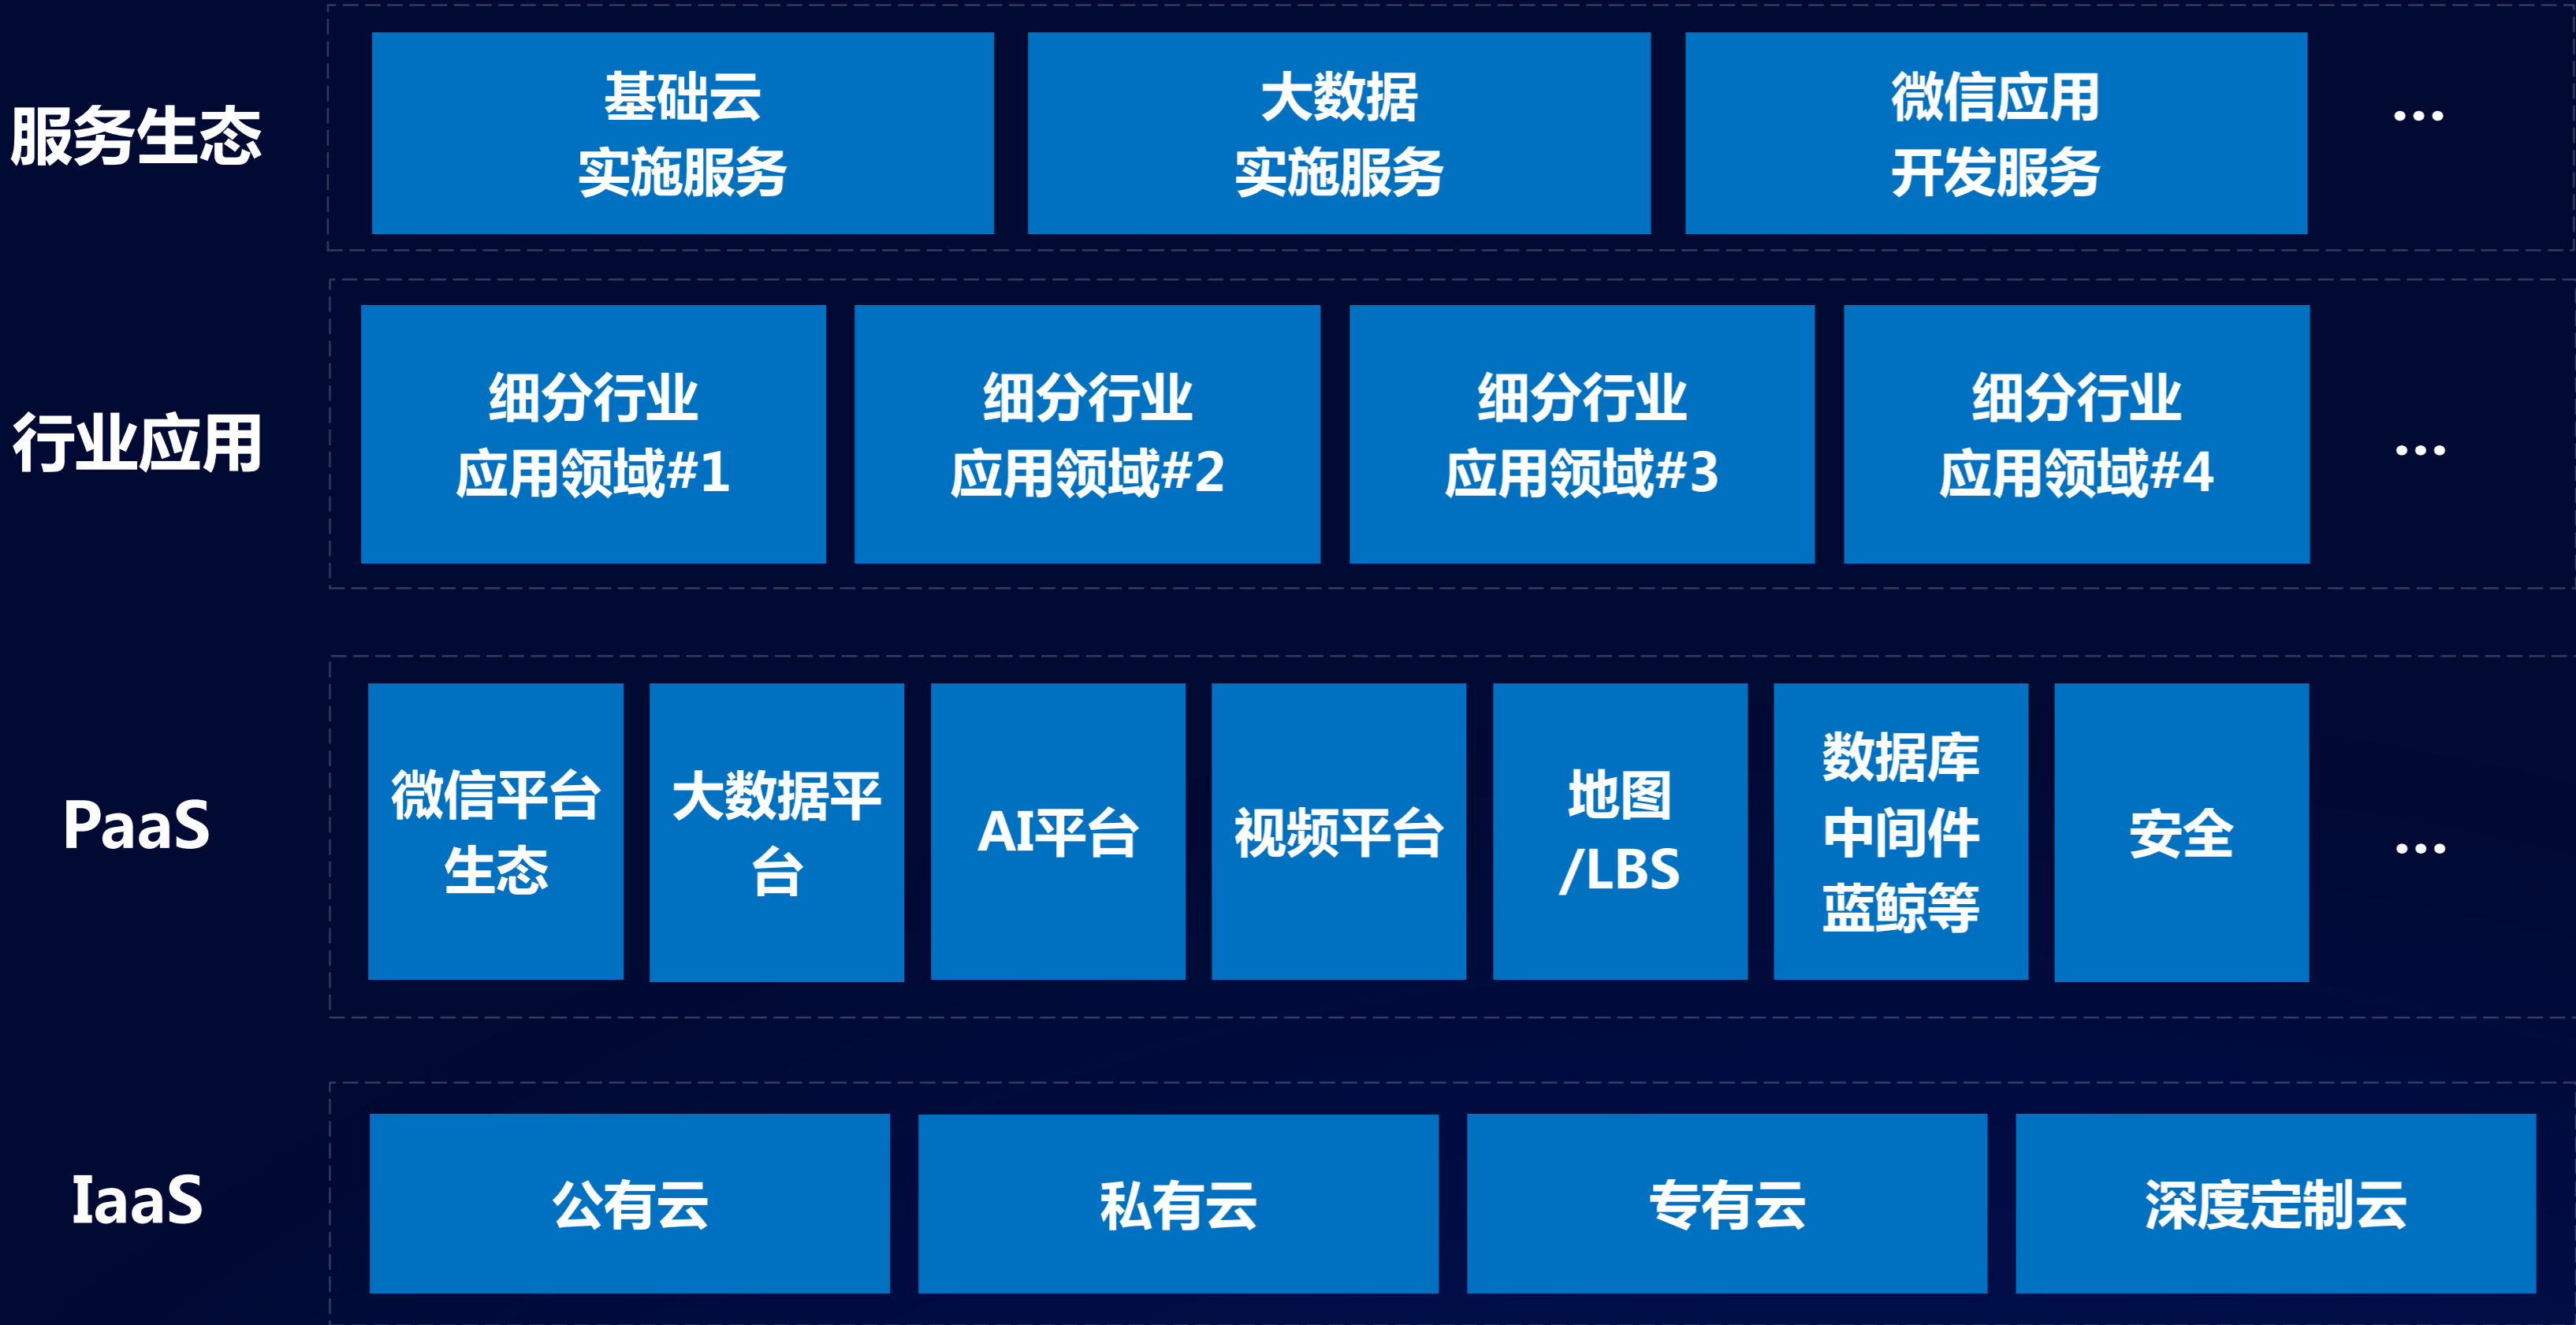 服务生态
基础云
实施服务
大数据
实施服务
微信应用
开发服务
...
行业应用
细分行业
应用领域#1
细分行业
应用领域#2
细分行业
应用领域#3
细分行业
应用领域#4
...
PaaS
微信平台
生态
大数据平
台
AI平台
视频平台
地图
/LBS
数据库
中间件
蓝鲸等
安全
...
IaaS
公有云
私有云
专有云
深度定制云